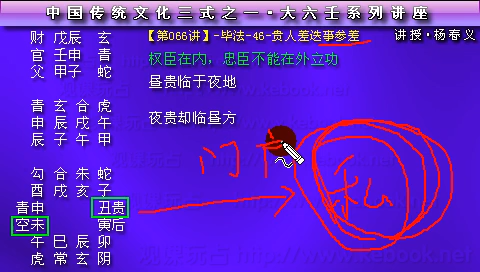 中国传统文化三式之一·大六壬系列讲座
财 戊辰 玄
官 壬申 青
父 甲子 蛇
【第066讲】-毕法-46-贵人差迭事参差
讲授·杨春义
权臣在内，忠臣不能在外立功
昼贵临于夜地
夜贵却临昼方
青 玄 合 虎
申 辰 戌 午
辰 子 午 甲
勾 合 朱 蛇
酉 戌 亥 子
青申 丑贵
空未 寅后
午 巳 辰 卯
虎 常 玄 阴
门
私